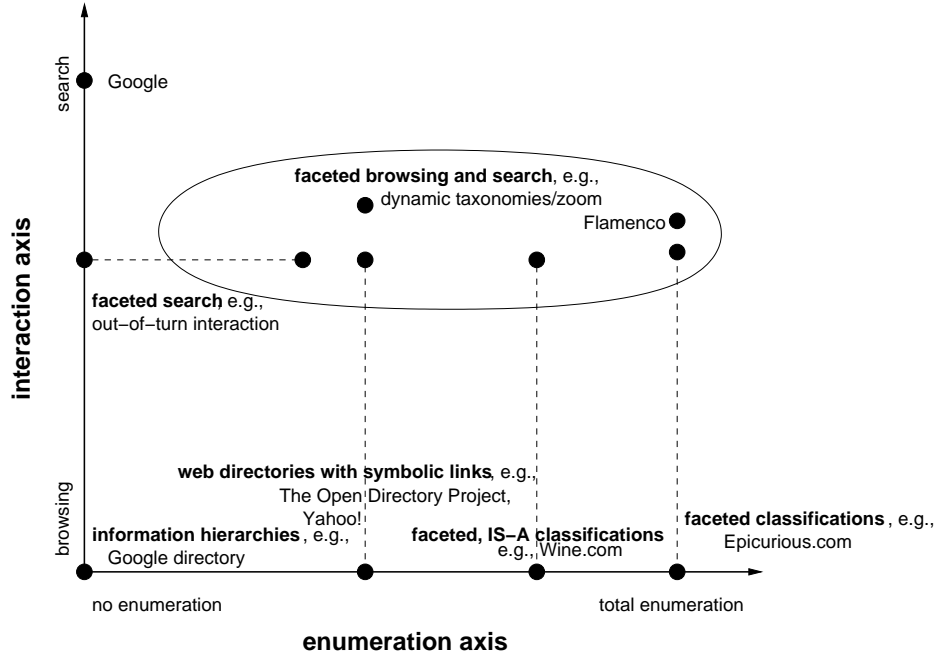 search
Google
faceted browsing and search, e.g.,
dynamic taxonomies/zoom
Flamenco
interaction axis
faceted search, e.g.,
out−of−turn interaction
web directories with symbolic links, e.g.,
The Open Directory Project,
Yahoo!
browsing
information hierarchies, e.g.,
Google directory
faceted, IS−A classifications
e.g., Wine.com
faceted classifications, e.g.,
Epicurious.com
no enumeration
total enumeration
enumeration axis